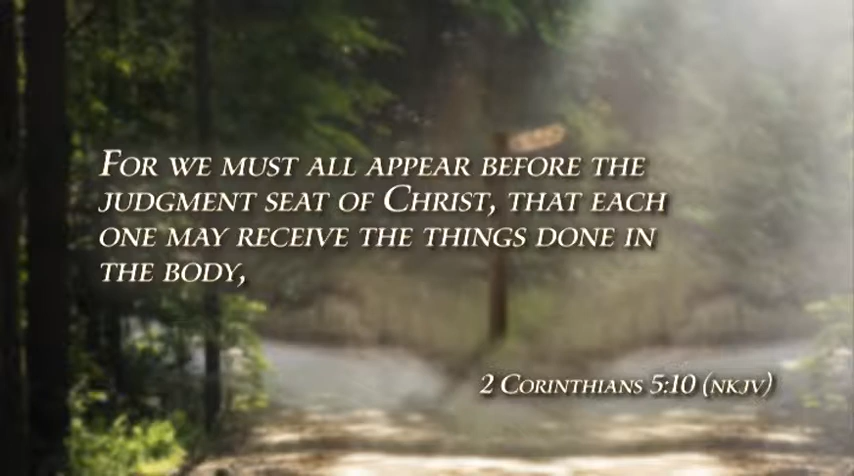 For we must all appear before the
judgment seat of Christ, that each
one may receive the things done in
the body,
2 Corinthians 5:10 (nkjv)